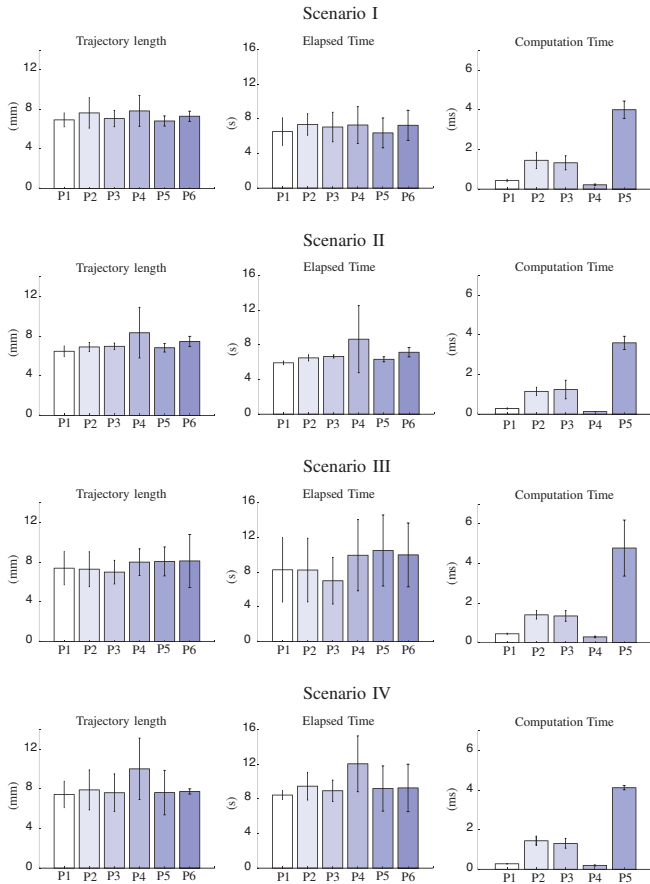 Scenario I
Trajectory length
Elapsed Time
Computation Time
(mm)
12
8
4
0
P1 P2 P3 P4 P5 P6
(s)
16
12
8
4
0
P1 P2 P3 P4 P5 P6
(ms)
6
4
2
0
P1 P2 P3 P4 P5
Scenario II
Trajectory length
Elapsed Time
Computation Time
(mm)
12
8
4
0
P1 P2 P3 P4 P5 P6
(s)
16
12
8
4
0
P1 P2 P3 P4 P5 P6
(ms)
6
4
2
0
P1 P2 P3 P4 P5
Scenario III
Trajectory length
Elapsed Time
Computation Time
(mm)
12
8
4
0
P1 P2 P3 P4 P5 P6
(s)
16
12
8
4
0
P1 P2 P3 P4 P5 P6
(ms)
6
4
2
0
P1 P2 P3 P4 P5
Scenario IV
Trajectory length
Elapsed Time
Computation Time
(mm)
12
8
4
0
P1 P2 P3 P4 P5 P6
(s)
16
12
8
4
0
P1 P2 P3 P4 P5 P6
(ms)
6
4
2
0
P1 P2 P3 P4 P5